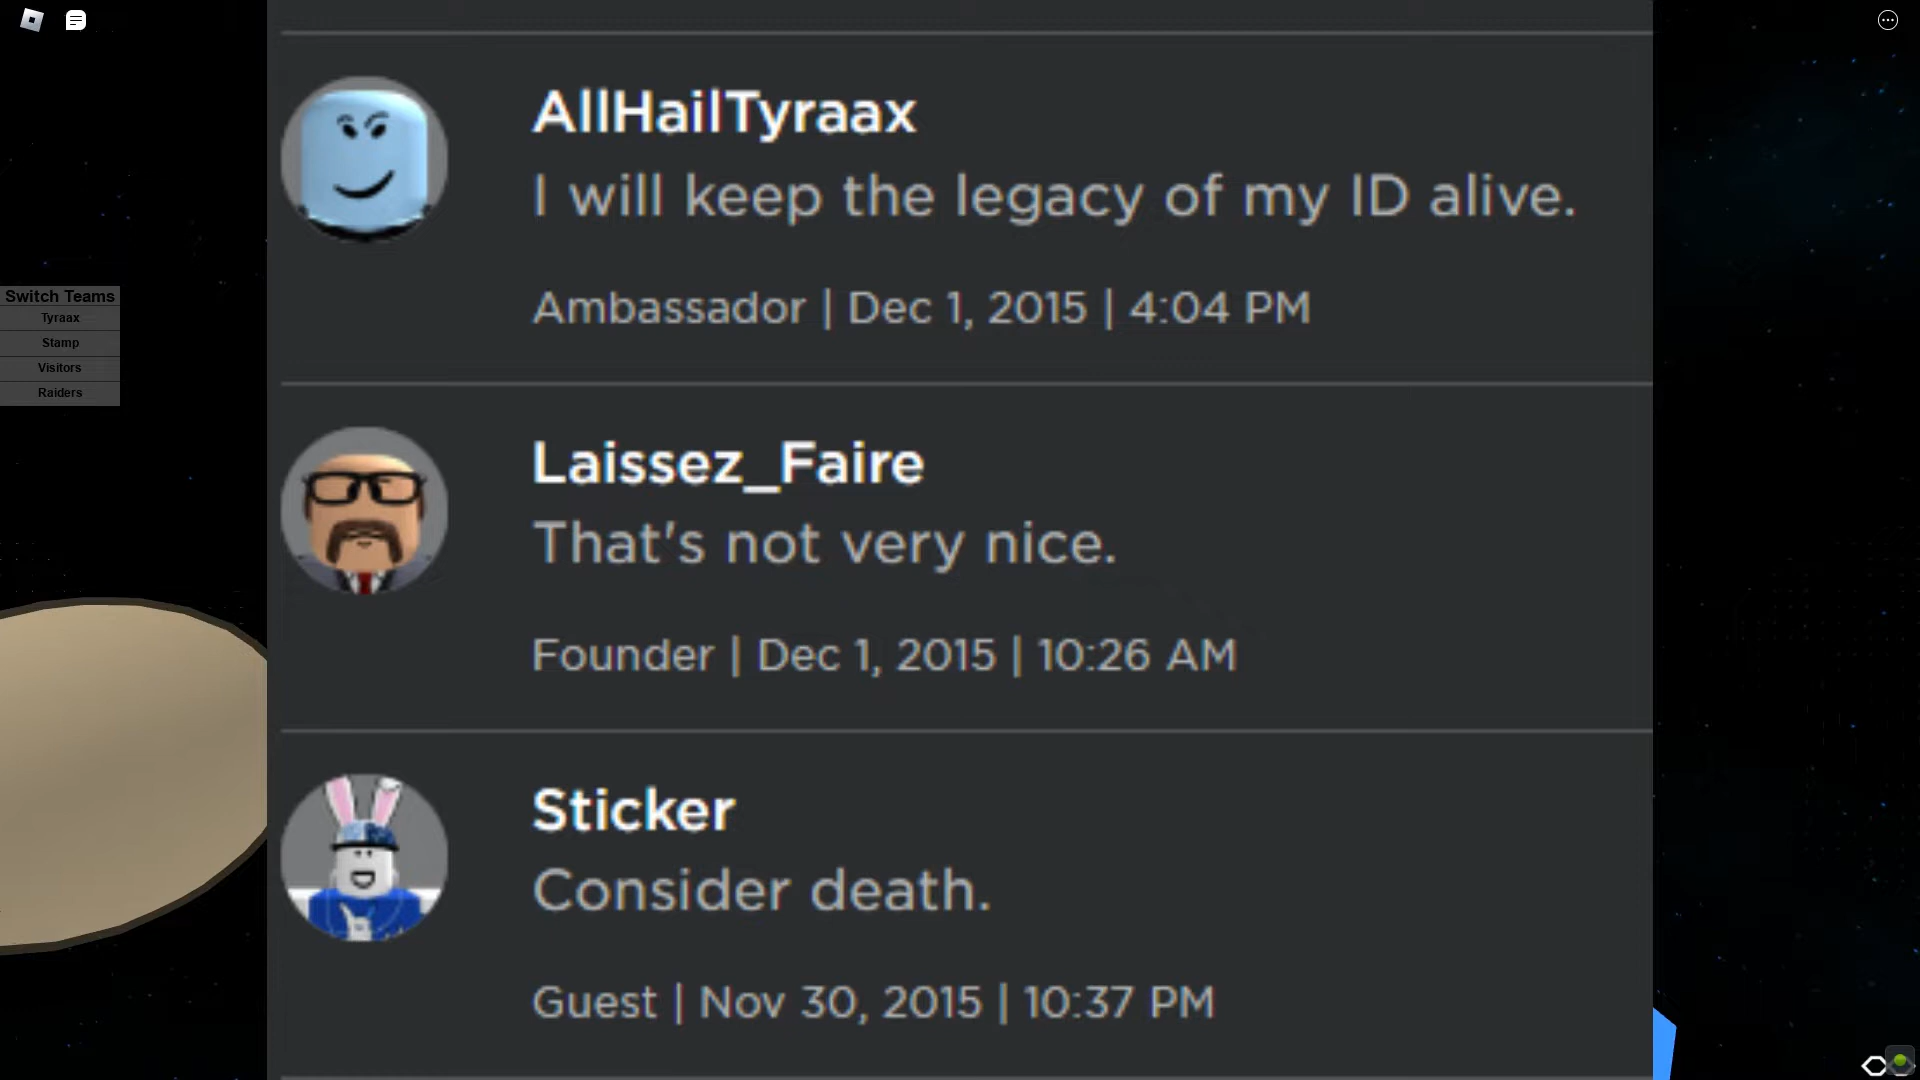 Switch Teams
Tyraax
Stamp
Visitors
Raiders
AllHailTyraax
I will keep the legacy of my ID alive.
Ambassador | Dec 1, 2015 | 4:04 PM
Laissez_Faire
That's not very nice.
Founder | Dec 1, 2015 | 10:26 AM
Sticker
Consider death.
Guest | Nov 30, 2015 | 10:37 PM